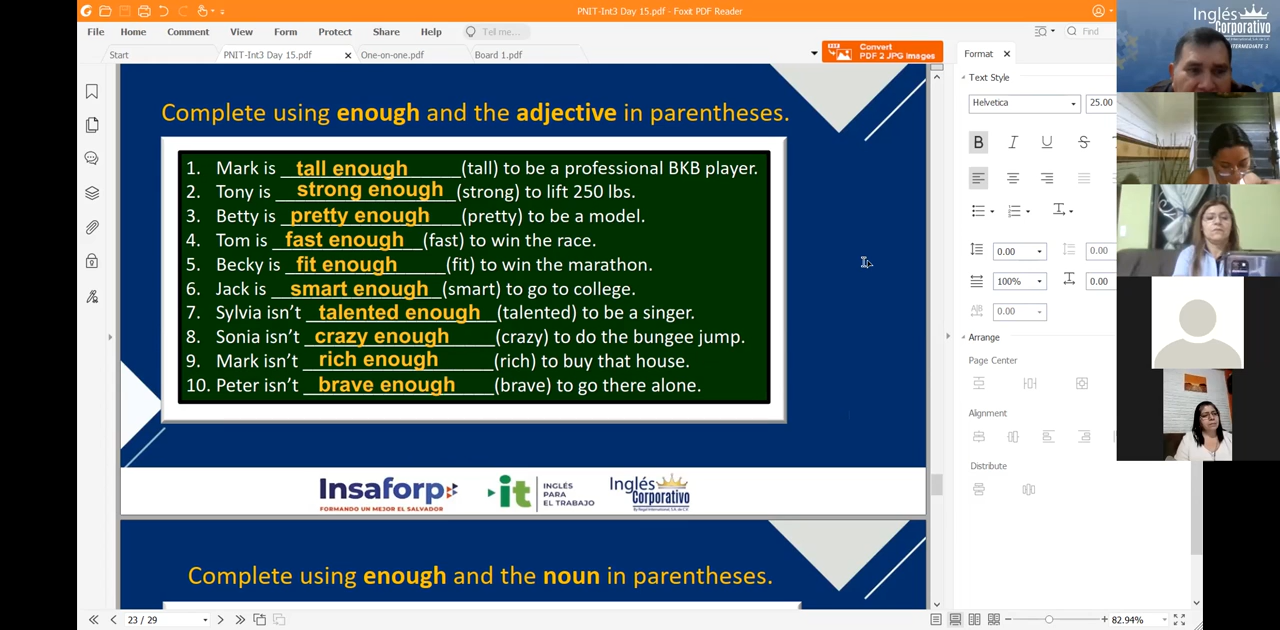 PNIT-Int3 Day 15.pdf - Foxit PDF Reader
File Home Comment View Form Protect Share Help Tell me... Find
Start PNIT-Int3 Day 15.pdf One-on-one.pdf Board 1.pdf
Convert
PDF 2 JPG images
Complete using enough and the adjective in parentheses.
1. Mark is tall enough (tall) to be a professional BKB player.
2. Tony is strong enough (strong) to lift 250 lbs.
3. Betty is pretty enough (pretty) to be a model.
4. Tom is fast enough (fast) to win the race.
5. Becky is fit enough (fit) to win the marathon.
6. Jack is smart enough (smart) to go to college.
7. Sylvia isn't talented enough (talented) to be a singer.
8. Sonia isn't crazy enough (crazy) to do the bungee jump.
9. Mark isn't rich enough (rich) to buy that house.
10. Peter isn't brave enough (brave) to go there alone.
Insaforp
FORMANDO UN MEJOR EL SALVADOR
it
INGLÉS
PARA
EL TRABAJO
Inglés
Corporativo
Complete using enough and the noun in parentheses.
23 / 29
82.94%
Format
Text Style
Helvetica 25.00
B I U S
0.00 0.00
100% 0.00
0.00
Arrange
Page Center
Alignment
Distribute
Inglés
Corporativo